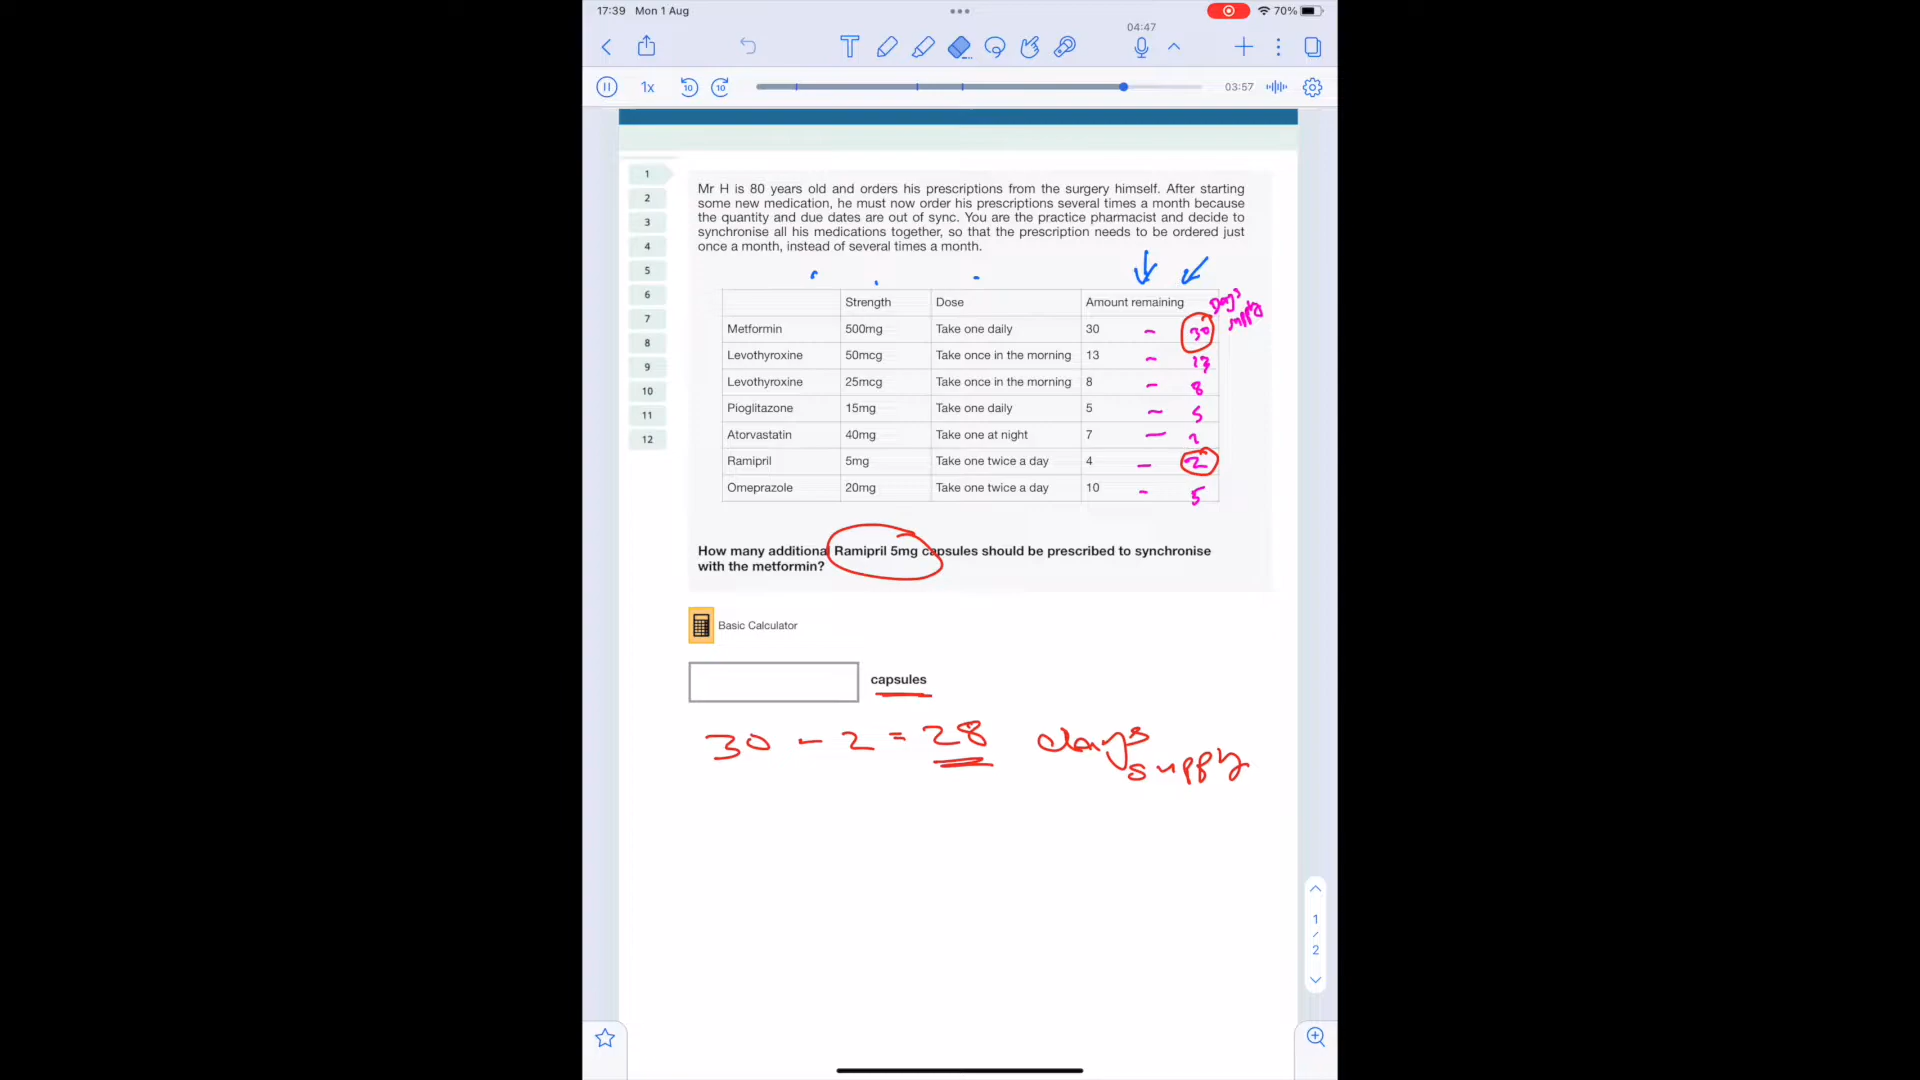 17:39 Mon 1 Aug
70%
04:47
1x
10
10
03:57
1
2
3
4
5
6
7
8
9
10
11
12
Mr H is 80 years old and orders his prescriptions from the surgery himself. After starting
some new medication, he must now order his prescriptions several times a month because
the quantity and due dates are out of sync. You are the practice pharmacist and decide to
synchronise all his medications together, so that the prescription needs to be ordered just
once a month, instead of several times a month.
Strength Dose Amount remaining Day's
supply
Metformin 500mg Take one daily 30 - 30
Levothyroxine 50mcg Take once in the morning 13 - 13
Levothyroxine 25mcg Take once in the morning 8 - 8
Pioglitazone 15mg Take one daily 5 - 5
Atorvastatin 40mg Take one at night 7 - 7
Ramipril 5mg Take one twice a day 4 - 2
Omeprazole 20mg Take one twice a day 10 - 5
How many additional Ramipril 5mg capsules should be prescribed to synchronise
with the metformin?
Basic Calculator
capsules
30 - 2 = 28 days
supply
1
/
2